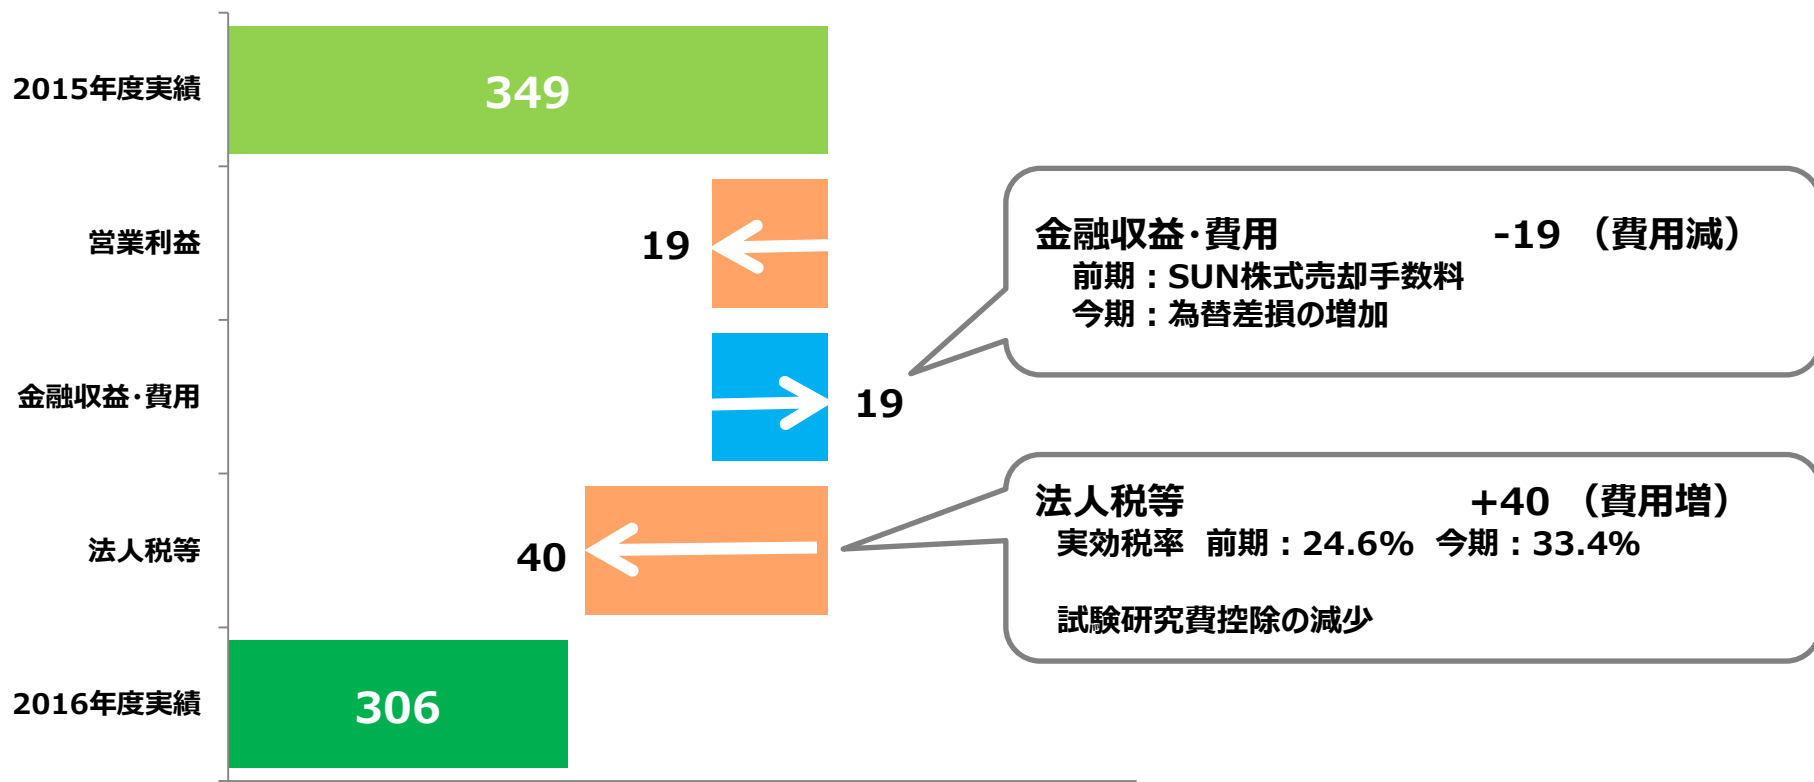 2015年度実績
349
営業利益
19
金融収益・費用
19
法人税等
40
2016年度実績
306
金融収益・費用 -19 （費用減）
前期：SUN株式売却手数料
今期：為替差損の増加
法人税等 +40 （費用増）
実効税率 前期：24.6% 今期：33.4%
試験研究費控除の減少